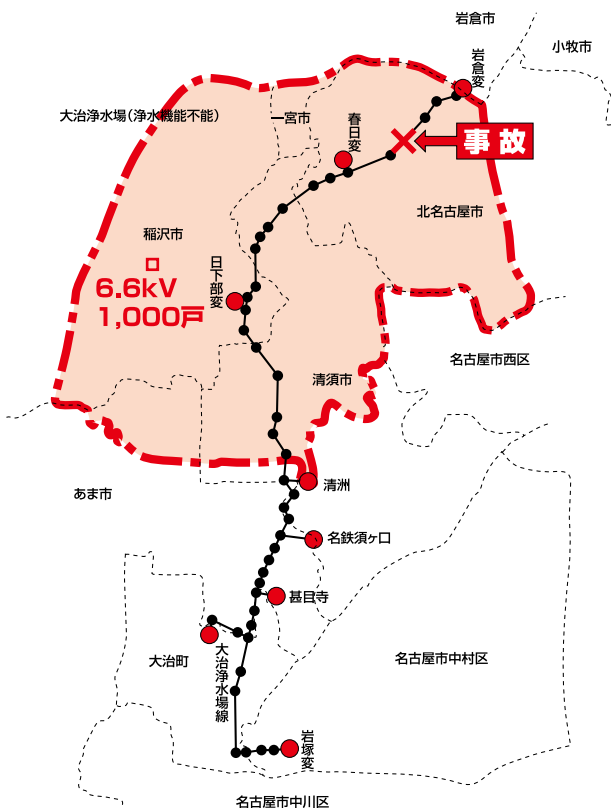 岩倉市
小牧市
岩倉変
大治浄水場（浄水機能不能）
一宮市
春日変
事故
北名古屋市
稲沢市
日下部変
6.6kV
1,000戸
名古屋市西区
清須市
清洲
あま市
名鉄須ヶ口
甚目寺
大治町
大治浄水場線
名古屋市中村区
岩塚変
名古屋市中川区